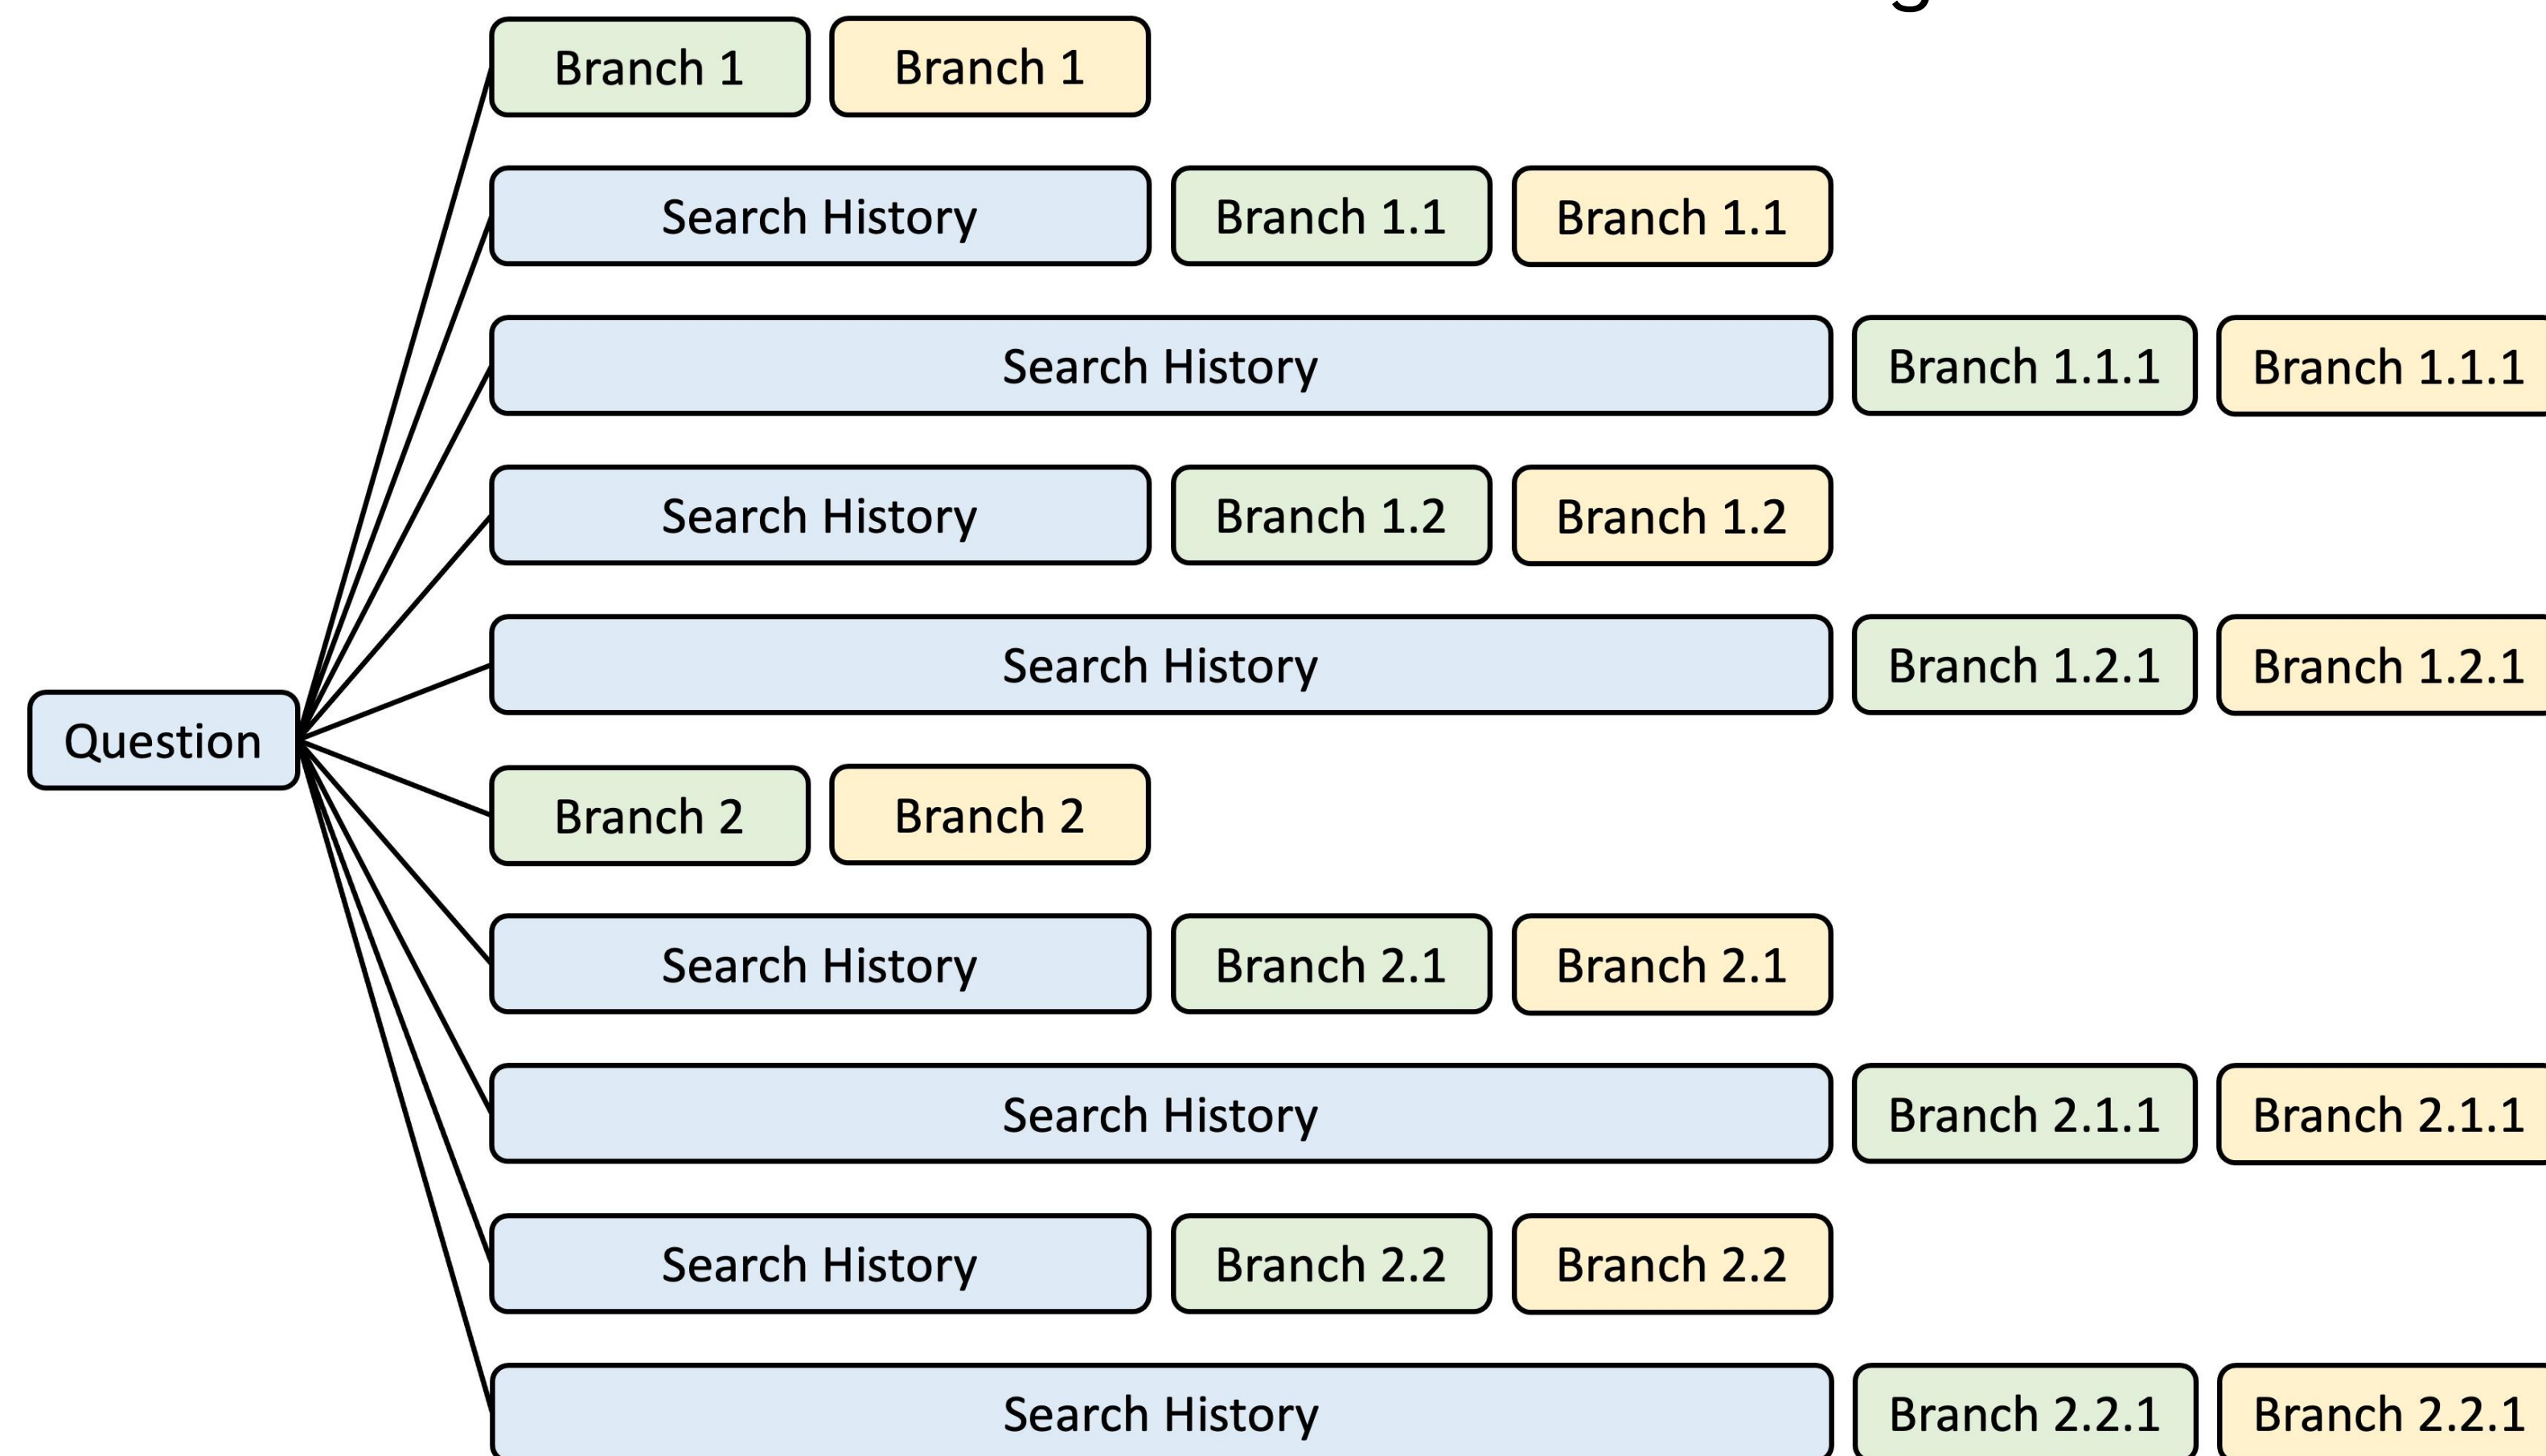 Branch 1 Branch 1
Search History Branch 1.1 Branch 1.1
Search History Branch 1.1.1 Branch 1.1.1
Search History Branch 1.2 Branch 1.2
Search History Branch 1.2.1 Branch 1.2.1
Question
Branch 2 Branch 2
Search History Branch 2.1 Branch 2.1
Search History Branch 2.1.1 Branch 2.1.1
Search History Branch 2.2 Branch 2.2
Search History Branch 2.2.1 Branch 2.2.1